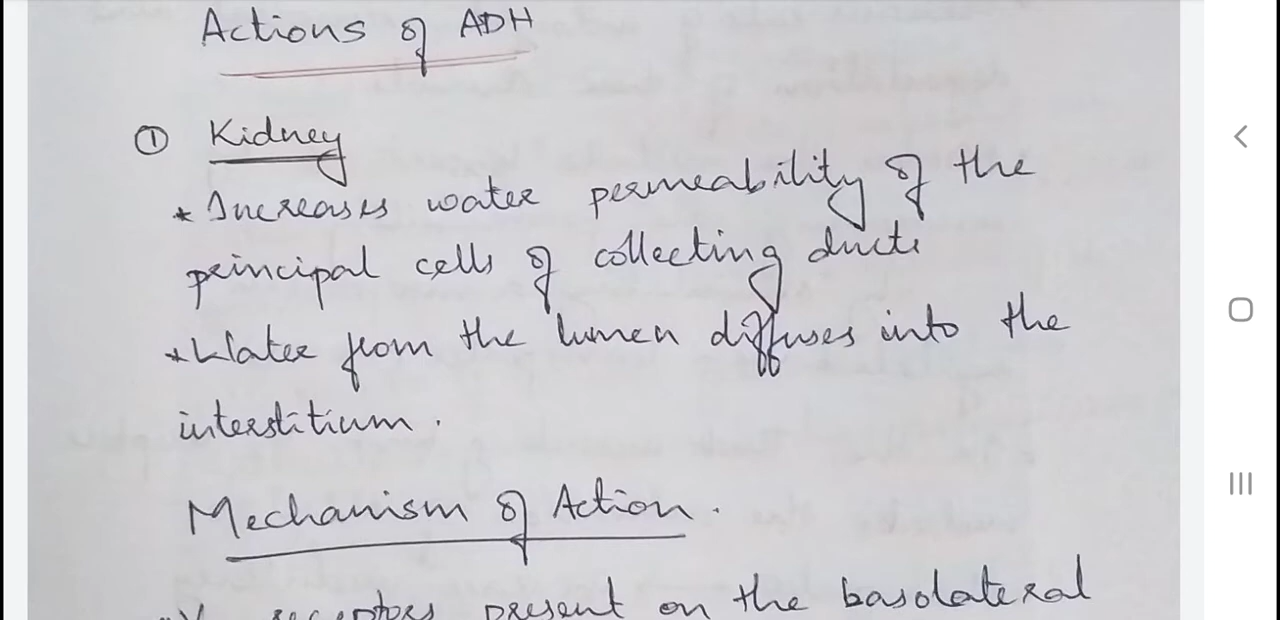 Actions of ADH
① Kidney
* Increases water permeability of the
principal cells of collecting ducts
* Water from the lumen diffuses into the
interstitium.
Mechanism of Action.
receptors present on the basolateral